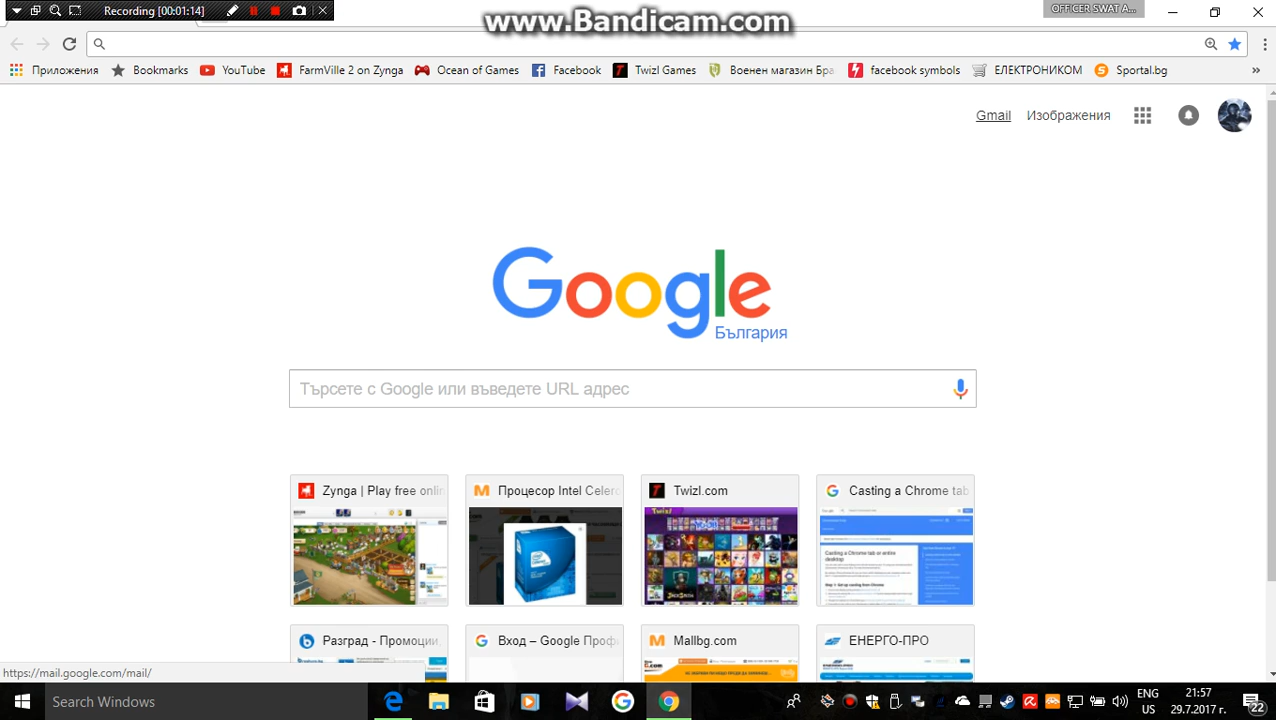 Recording [00:01:14]
www.Bandicam.com
OFFICER SWAT A...
Приложения Bookmarks YouTube FarmVille 2 on Zynga Ocean of Games Facebook Twizl Games Военен магазин Бра facebook symbols ЕЛЕКТРОНИКОМ Sportal.bg »
Gmail Изображения
Google
България
Търсете с Google или въведете URL адрес
Zynga | Play free onlin Процесор Intel Celero Twizl.com Casting a Chrome tab
Разград - Промоции, Вход – Google Профи Mallbg.com ЕНЕРГО-ПРО
https://mail.google.com/mail/
Search Windows
ENG 21:57
US 29.7.2017 г.
22